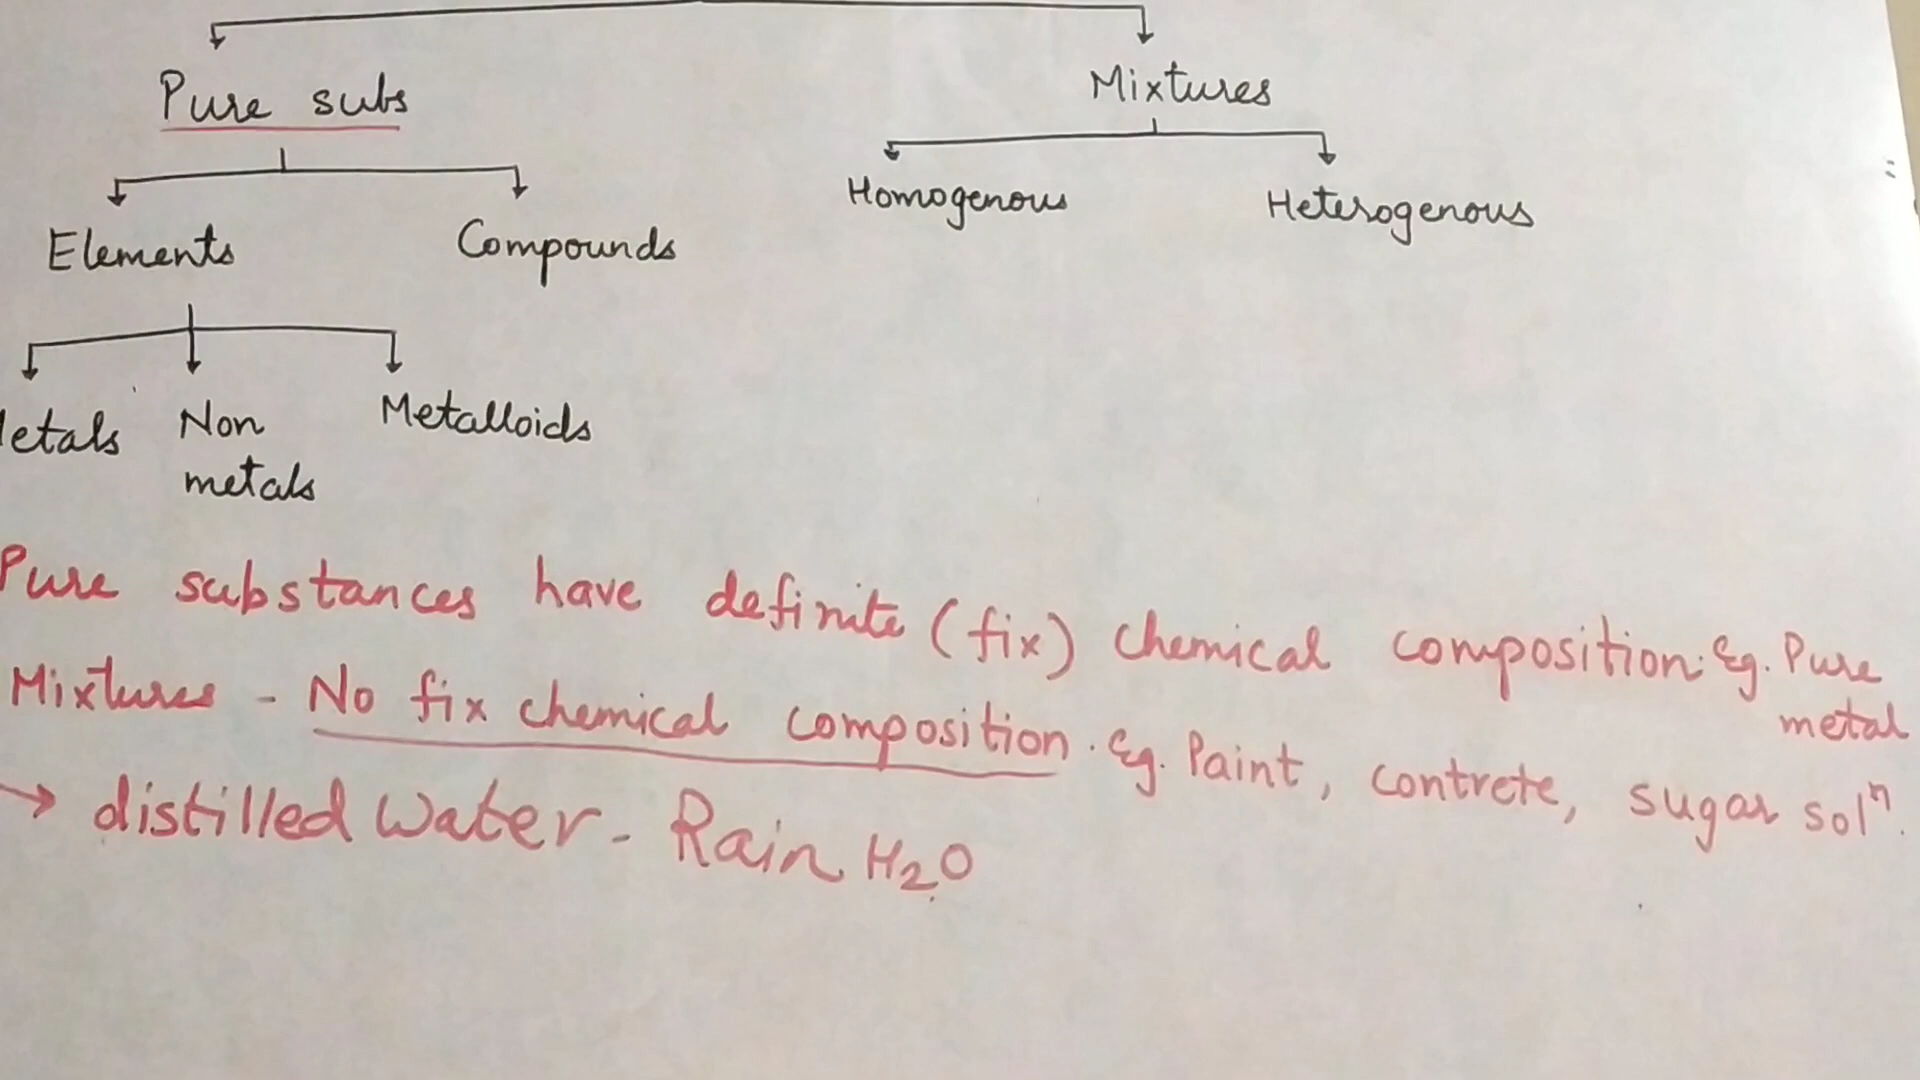 Pure subs
Mixtures
Homogenous
Heterogenous
Elements
Compounds
etals
Non
metals
Metalloids
Pure substances have definite (fix) chemical composition. Eg. Pure
metal
Mixtures - No fix chemical composition. Eg. Paint, contrete, sugar solⁿ.
→ distilled water - Rain H₂O